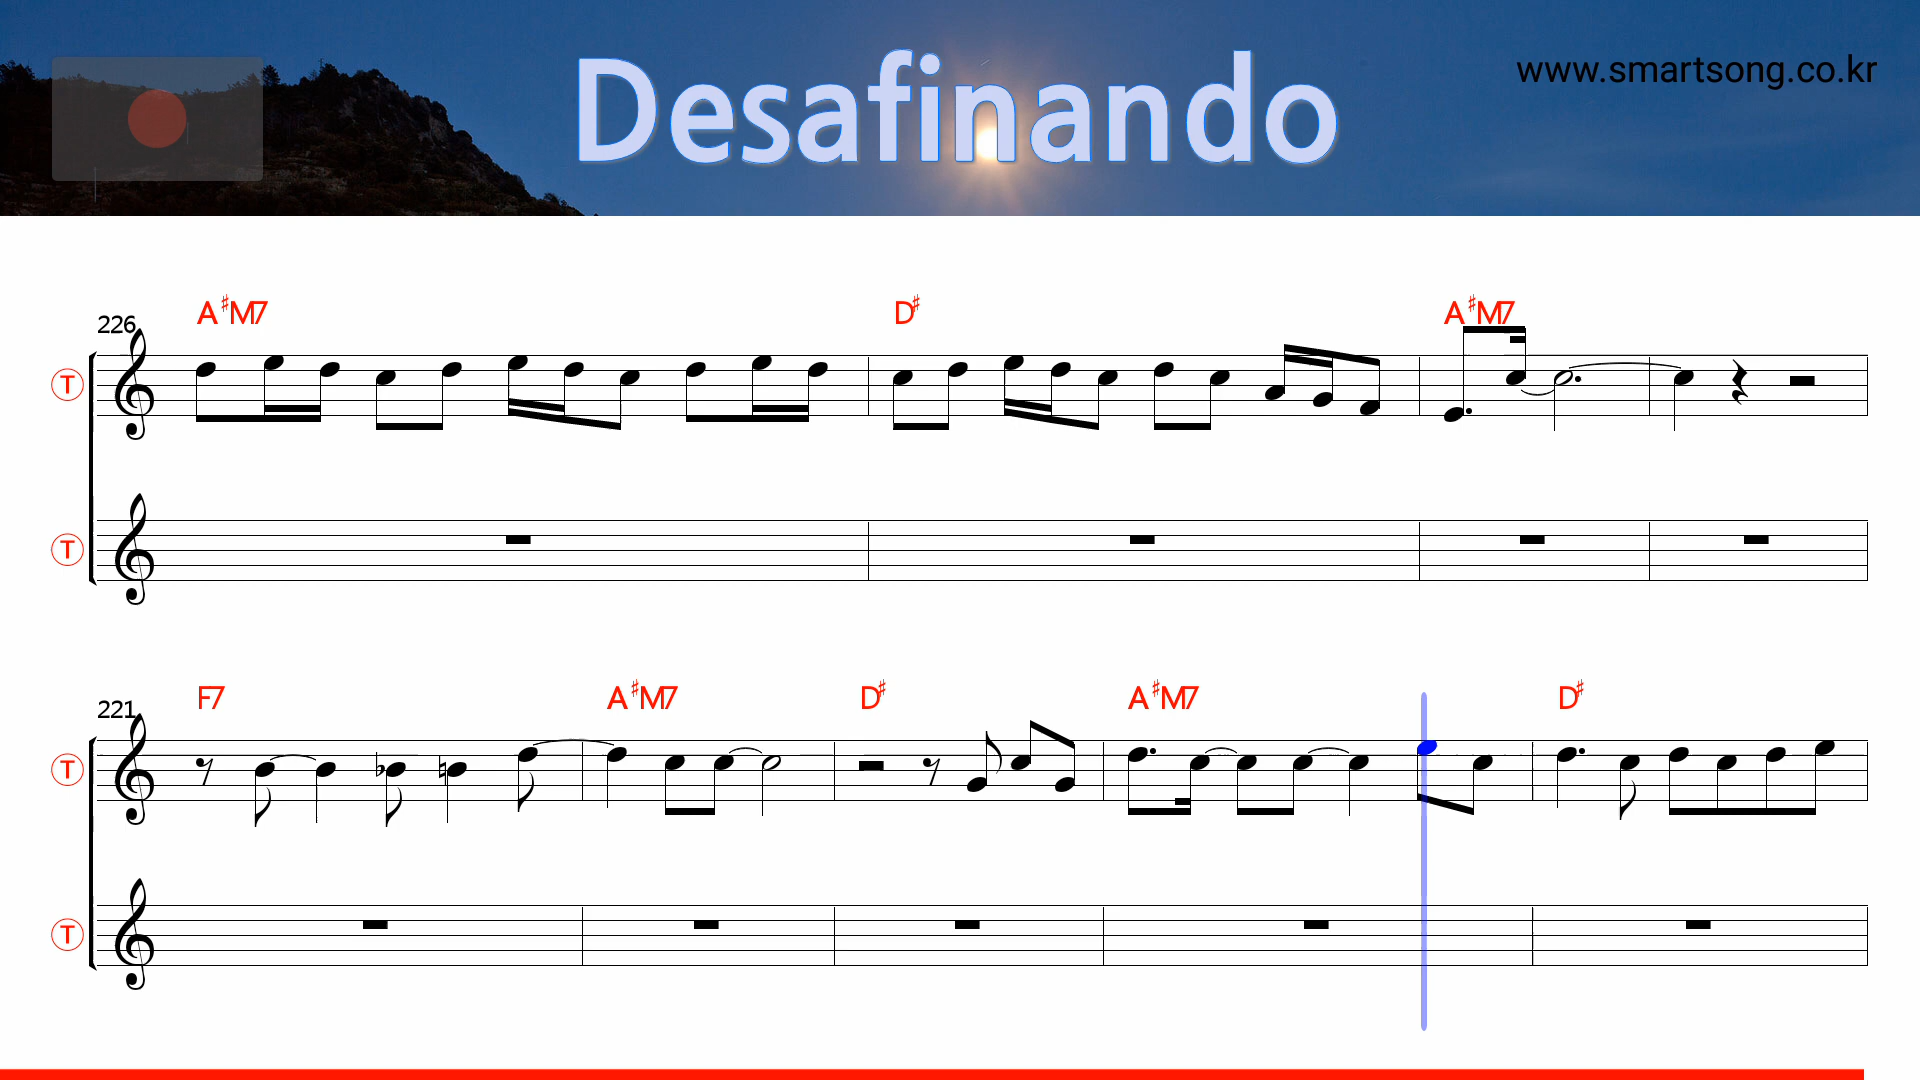 Desafinando
www.smartsong.co.kr
A♯M7 D♯ A♯M7
226
T
T
F7 A♯M7 D♯ A♯M7 D♯
221
T
T